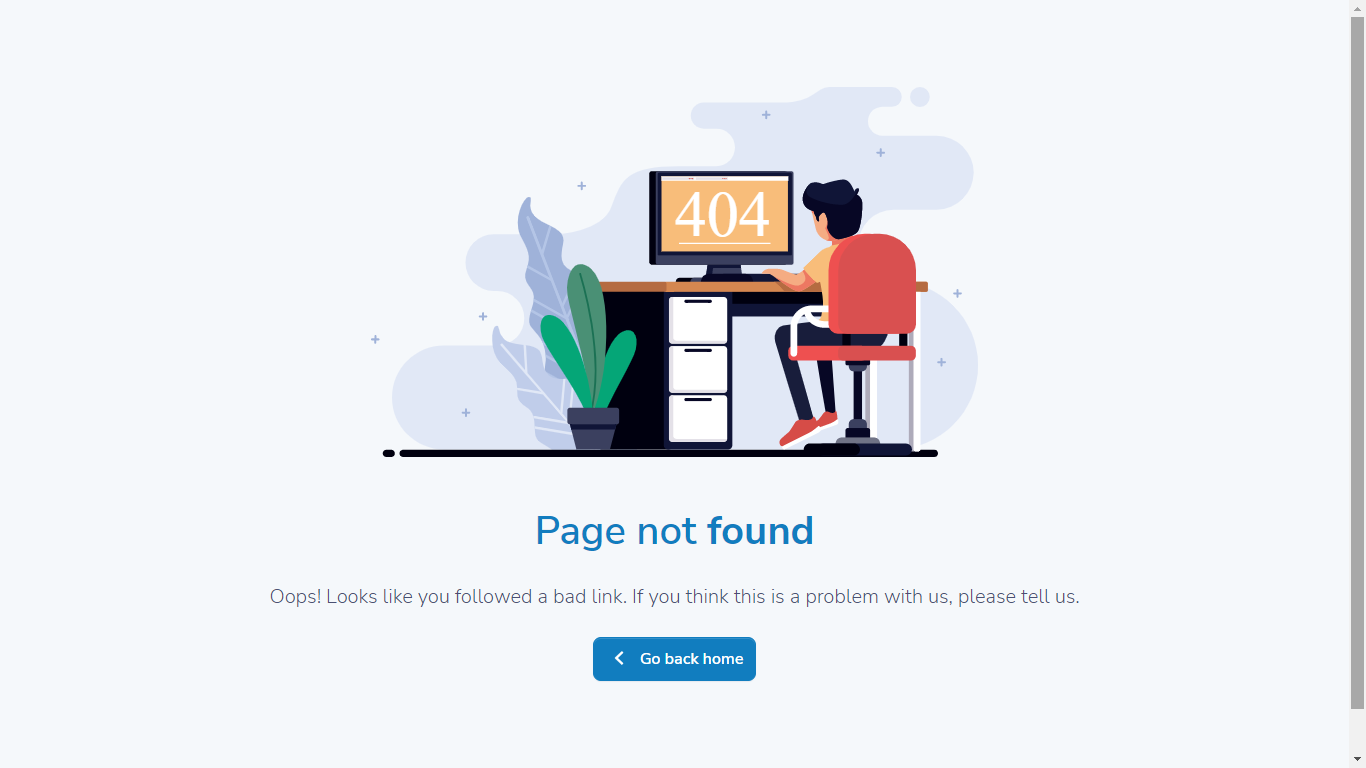 404
Page not found
Oops! Looks like you followed a bad link. If you think this is a problem with us, please tell us.
Go back home